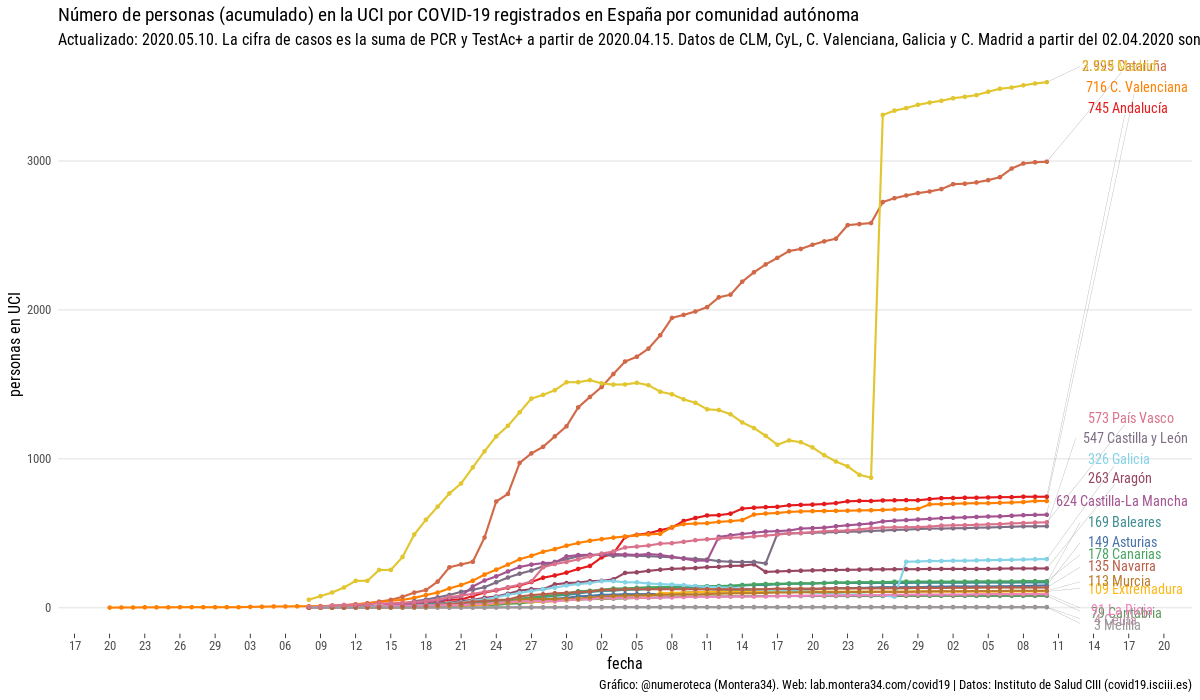 Número de personas (acumulado) en la UCI por COVID-19 registrados en España por comunidad autónoma
Actualizado: 2020.05.10. La cifra de casos es la suma de PCR y TestAc+ a partir de 2020.04.15. Datos de CLM, CyL, C. Valenciana, Galicia y C. Madrid a partir del 02.04.2020 son
716 C. Valenciana
745 Andalucía
3000
2000
1000
0
personas en UCI
573 País Vasco
547 Castilla y León
326 Galicia
263 Aragón
624 Castilla-La Mancha
169 Baleares
149 Asturias
178 Canarias
135 Navarra
113 Murcia
109 Extremadura
79 Cantabria
3 Melilla
17 20 23 26 29 03 06 09 12 15 18 21 24 27 30 02 05 08 11 14 17 20 23 26 29 02 05 08 11 14 17 20
fecha
Gráfico: @numeroteca (Montera34). Web: lab.montera34.com/covid19 | Datos: Instituto de Salud CIII (covid19.isciii.es)